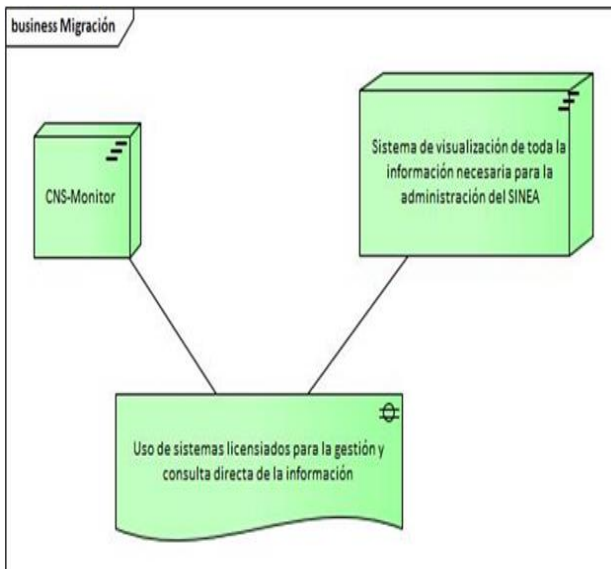 business Migración
CNS-Monitor
Sistema de visualización de toda la
información necesaria para la
administración del SINEA
Uso de sistemas licensiados para la gestión y
consulta directa de la información